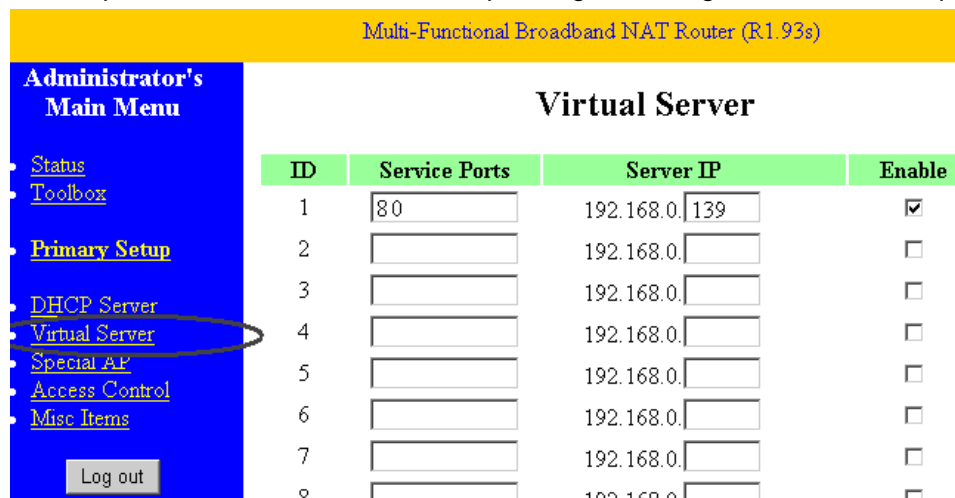 Multi-Functional Broadband NAT Router (R1.93s)
Administrator's
Main Menu
Status
Toolbox
Primary Setup
DHCP Server
Virtual Server
Special AP
Access Control
Misc Items
Log out
Virtual Server
ID Service Ports Server IP Enable
1 80 192.168.0. 139
2 192.168.0.
3 192.168.0.
4 192.168.0.
5 192.168.0.
6 192.168.0.
7 192.168.0.